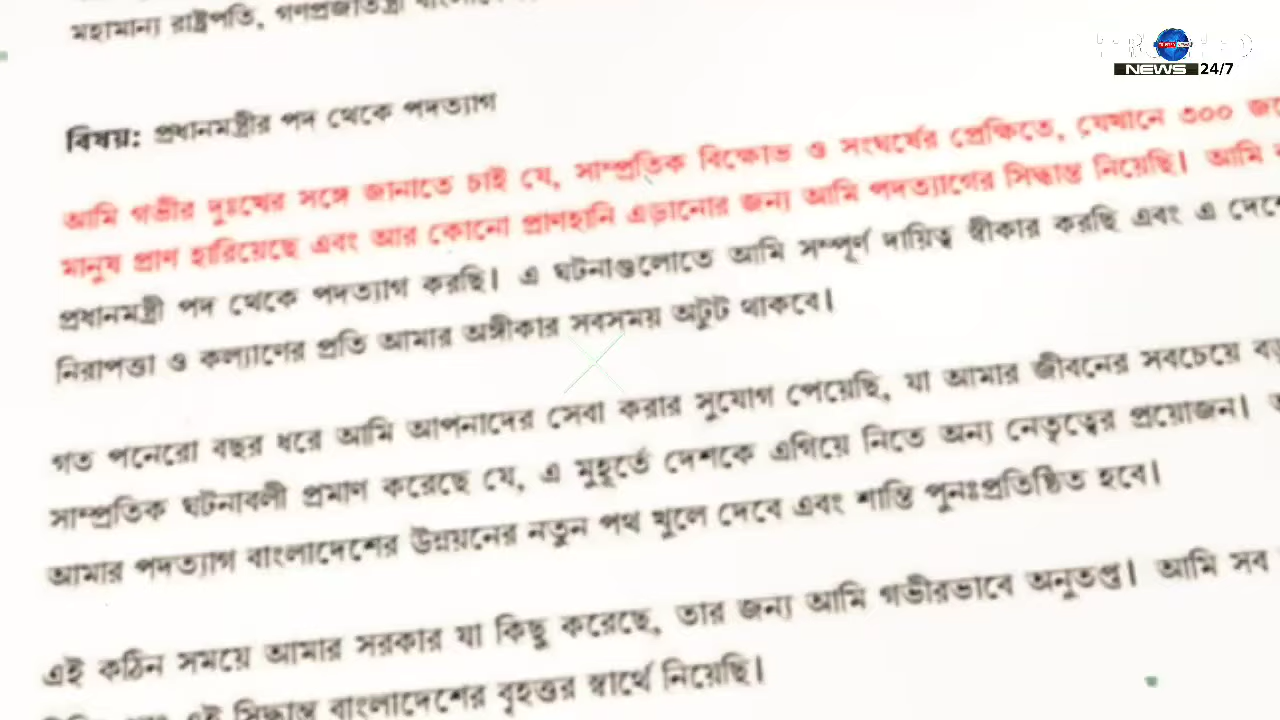 মহামান্য রাষ্ট্রপতি, গণপ্রজাতন্ত্রী
NEWS 24/7
বিষয়: প্রধানমন্ত্রীর পদ থেকে পদত্যাগ
আমি গভীর দুঃখের সঙ্গে জানাতে চাই যে, সাম্প্রতিক বিক্ষোভ ও সংঘর্ষের প্রেক্ষিতে, যেখানে ৩০০
মানুষ প্রাণ হারিয়েছে এবং আর কোনো প্রাণহানি এড়ানোর জন্য আমি পদত্যাগের সিদ্ধান্ত নিয়েছি। আমি
প্রধানমন্ত্রী পদ থেকে পদত্যাগ করছি। এ ঘটনাগুলোতে আমি সম্পূর্ণ দায়িত্ব স্বীকার করছি এবং এ
নিরাপত্তা ও কল্যাণের প্রতি আমার অঙ্গীকার সবসময় অটুট থাকবে।
গত পনেরো বছর ধরে আমি আপনাদের সেবা করার সুযোগ পেয়েছি, যা আমার জীবনের সবচেয়ে
সাম্প্রতিক ঘটনাবলী প্রমাণ করেছে যে, এ মুহূর্তে দেশকে এগিয়ে নিতে অন্য নেতৃত্বের প্রয়োজন।
আমার পদত্যাগ বাংলাদেশের উন্নয়নের নতুন পথ খুলে দেবে এবং শান্তি পুনঃপ্রতিষ্ঠিত হবে।
এই কঠিন সময়ে আমার সরকার যা কিছু করেছে, তার জন্য আমি গভীরভাবে অনুতপ্ত। আমি সব
এই সিদ্ধান্ত বাংলাদেশের বৃহত্তর স্বার্থে নিয়েছি।